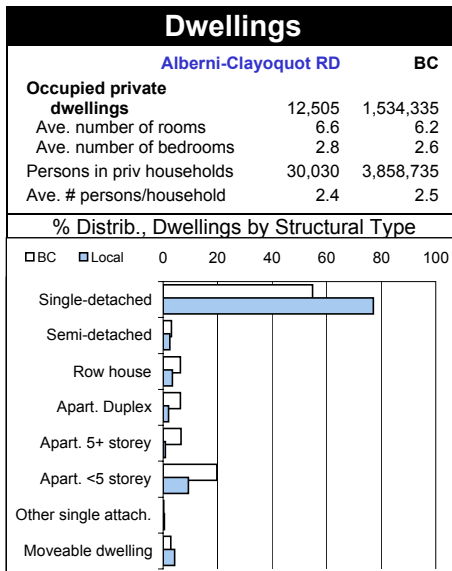 Dwellings
Alberni-Clayoquot RD BC
Occupied private
dwellings 12,505 1,534,335
Ave. number of rooms 6.6 6.2
Ave. number of bedrooms 2.8 2.6
Persons in priv households 30,030 3,858,735
Ave. # persons/household 2.4 2.5
% Distrib., Dwellings by Structural Type
BC Local 0 20 40 60 80 100
Single-detached
Semi-detached
Row house
Apart. Duplex
Apart. 5+ storey
Apart. <5 storey
Other single attach.
Moveable dwelling